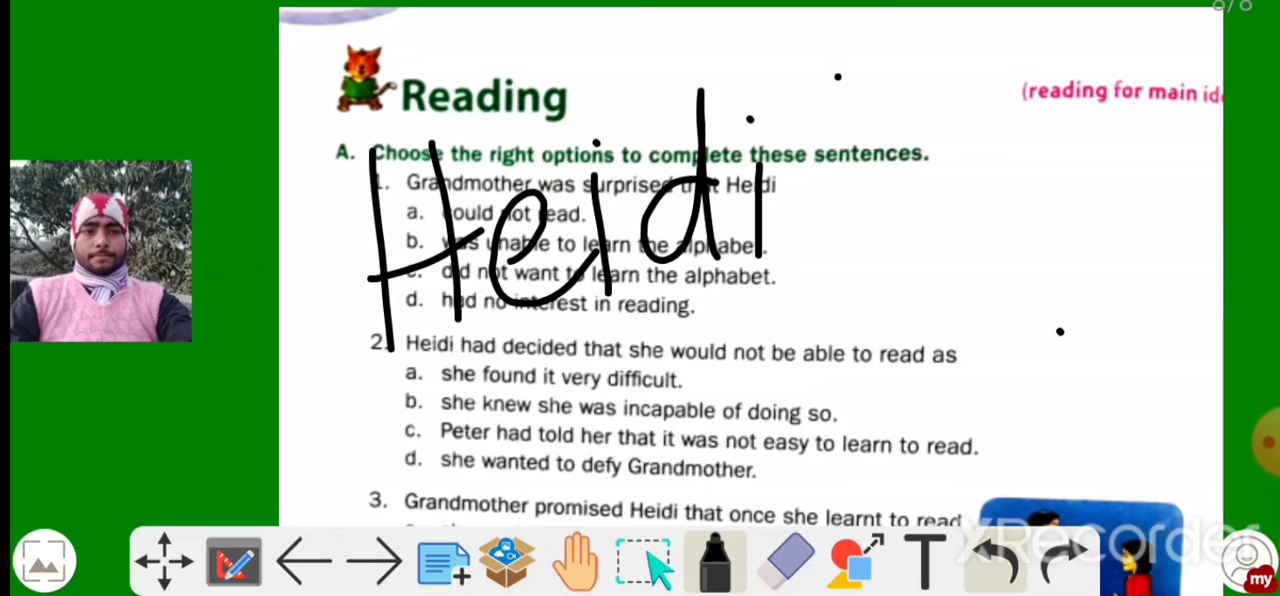 6/8
Reading
(reading for main id
Heidi
A. Choose the right options to complete these sentences.
1. Grandmother was surprised that Heidi
a. could not read.
b. was unable to learn the alphabet.
c. did not want to learn the alphabet.
d. had no interest in reading.
2. Heidi had decided that she would not be able to read as
a. she found it very difficult.
b. she knew she was incapable of doing so.
c. Peter had told her that it was not easy to learn to read.
d. she wanted to defy Grandmother.
3. Grandmother promised Heidi that once she learnt to read
XRecorder
T
my